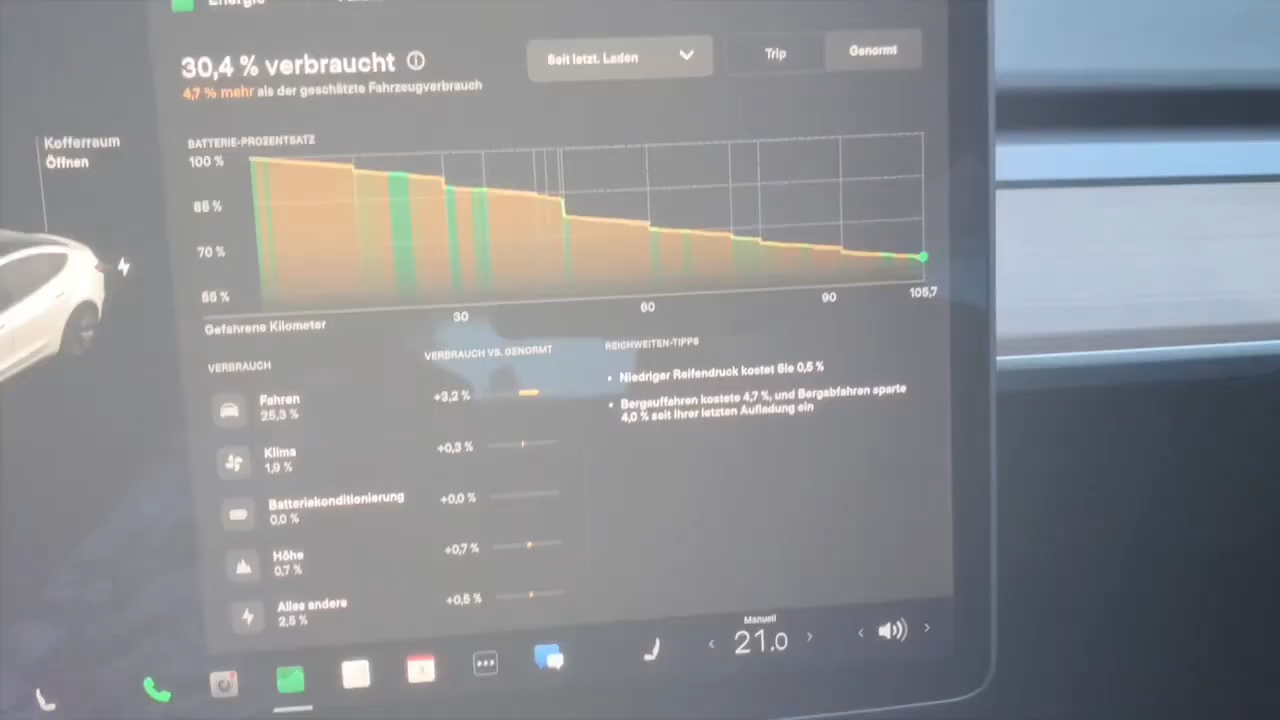 30,4 % verbraucht
4,7 % mehr als der geschätzte Fahrzeugverbrauch
Seit letzt. Laden
Trip
Genormt
Kofferraum
Öffnen
BATTERIE-PROZENTSATZ
100 %
85 %
70 %
55 %
30
60
90
105,7
Gefahrene Kilometer
VERBRAUCH
VERBRAUCH VS. GENORMT
REICHWEITEN-TIPPS
Fahren
25,3 %
+3,2 %
Klima
1,9 %
+0,3 %
Batteriekonditionierung
0,0 %
+0,0 %
Höhe
0,7 %
+0,7 %
Alles andere
2,5 %
+0,5 %
• Niedriger Reifendruck kostet Sie 0,5 %
• Bergauffahren kostete 4,7 %, und Bergabfahren sparte
4,0 % seit Ihrer letzten Aufladung ein
Manuell
21.0